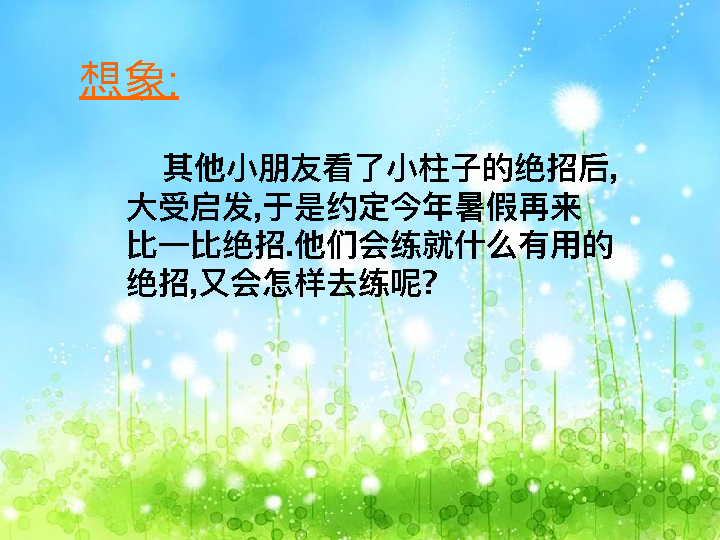 想象:
其他小朋友看了小柱子的绝招后,
大受启发,于是约定今年暑假再来
比一比绝招.他们会练就什么有用的
绝招,又会怎样去练呢?